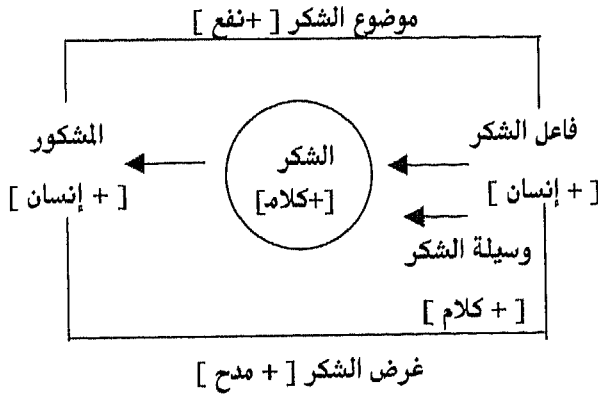 موضوع الشكر [ +نفع ]
فاعل الشكر
[ + إنسان ]
الشكر
[+كلام]
المشكور
[ + إنسان ]
وسيلة الشكر
[ + كلام ]
غرض الشكر [ + مدح ]